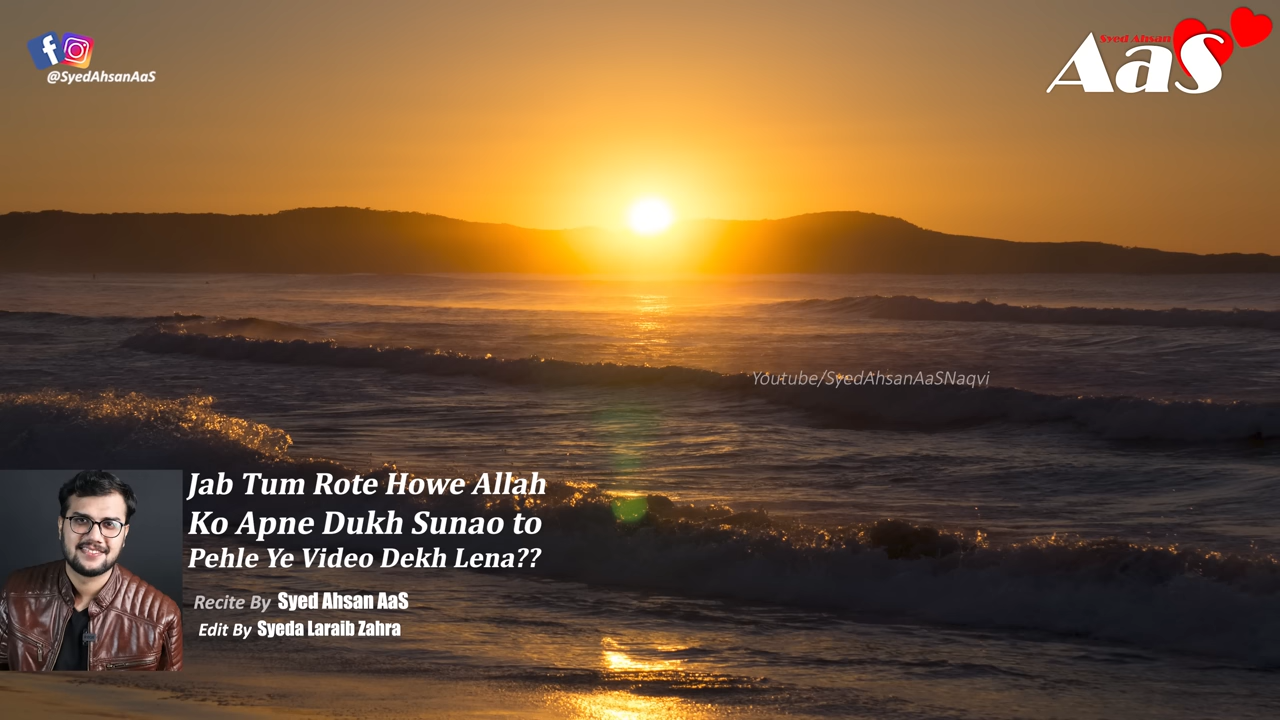 @SyedAhsanAaS
Syed Ahsan
AaS
Youtube/SyedAhsanAaSNaqvi
Jab Tum Rote Howe Allah
Ko Apne Dukh Sunao to
Pehle Ye Video Dekh Lena??
Recite By Syed Ahsan AaS
Edit By Syeda Laraib Zahra